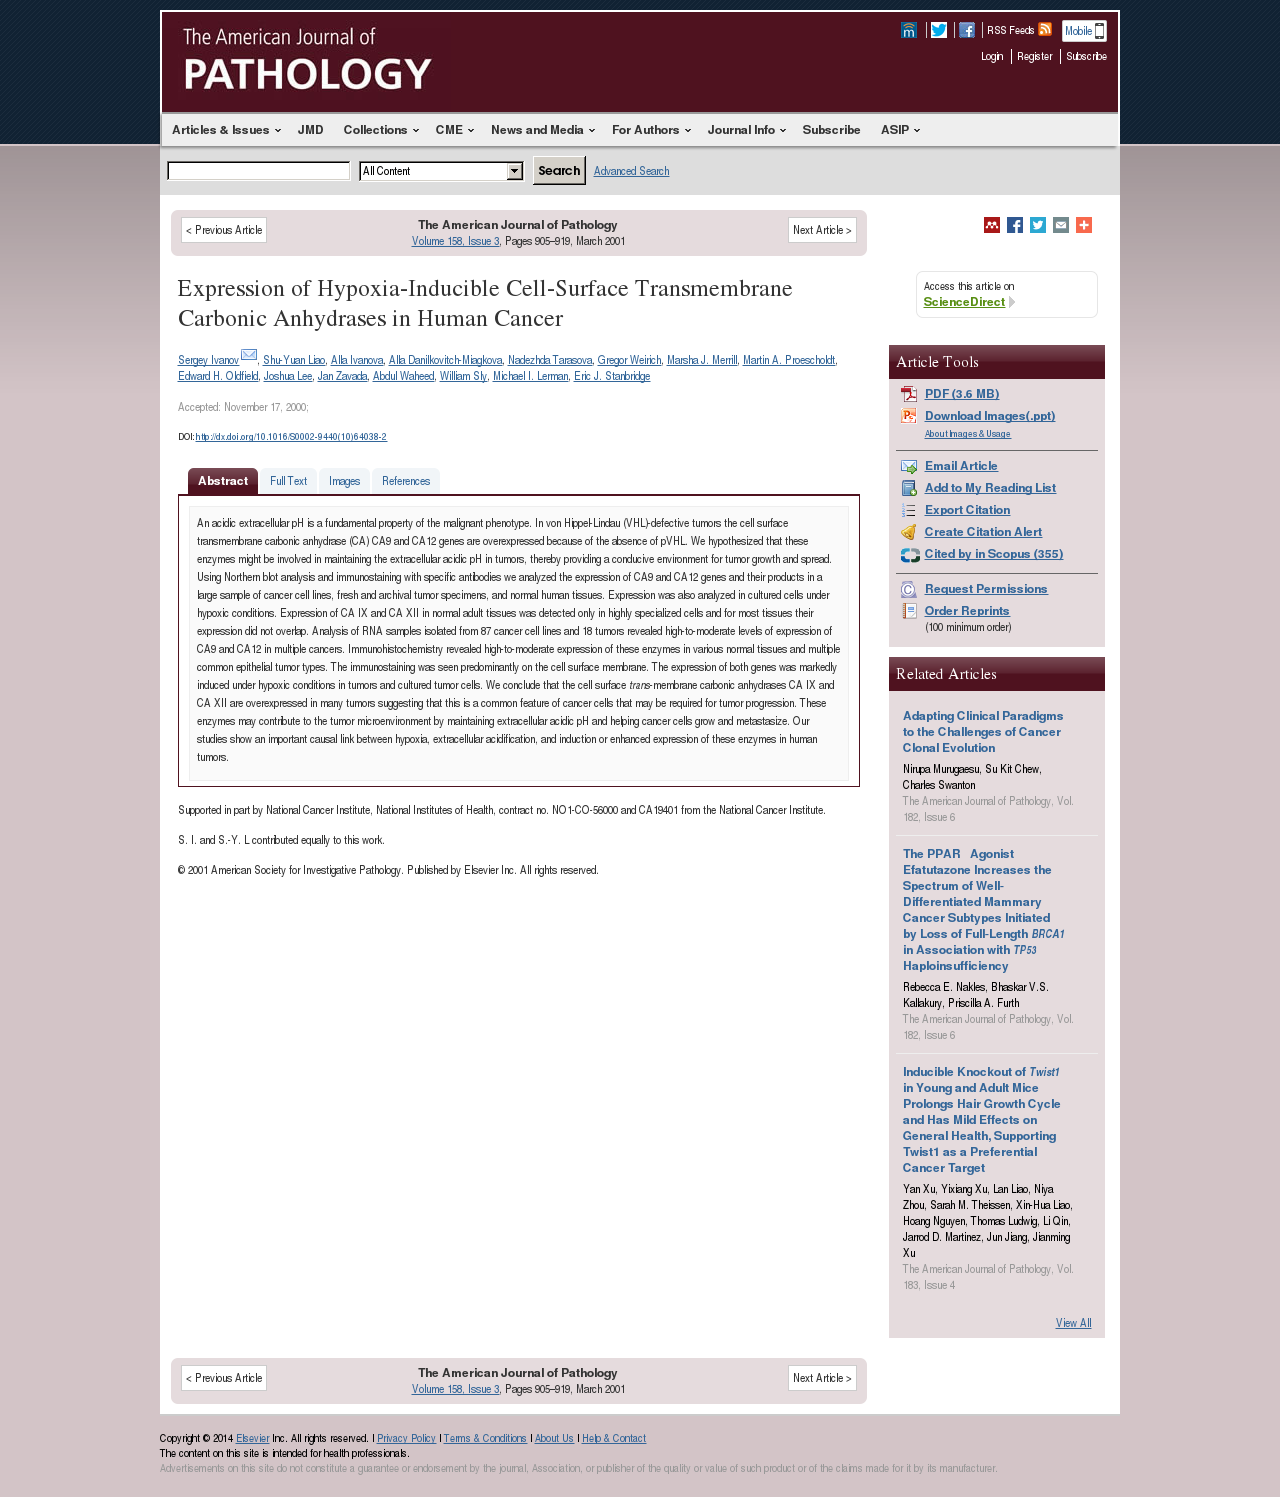 The American Journal of
PATHOLOGY
RSS Feeds
Mobile
Login Register Subscribe
Articles & Issues JMD Collections CME News and Media For Authors Journal Info Subscribe ASIP
All Content Search Advanced Search
< Previous Article
The American Journal of Pathology
Volume 158, Issue 3, Pages 905–919, March 2001
Next Article >
Expression of Hypoxia-Inducible Cell-Surface Transmembrane
Carbonic Anhydrases in Human Cancer
Sergey Ivanov, Shu-Yuan Liao, Alla Ivanova, Alla Danilkovitch-Miagkova, Nadezhda Tarasova, Gregor Weirich, Marsha J. Merrill, Martin A. Proescholdt,
Edward H. Oldfield, Joshua Lee, Jan Zavada, Abdul Waheed, William Sly, Michael I. Lerman, Eric J. Stanbridge
Accepted: November 17, 2000;
DOI: http://dx.doi.org/10.1016/S0002-9440(10)64038-2
Abstract Full Text Images References
An acidic extracellular pH is a fundamental property of the malignant phenotype. In von Hippel-Lindau (VHL)-defective tumors the cell surface
transmembrane carbonic anhydrase (CA) CA9 and CA12 genes are overexpressed because of the absence of pVHL. We hypothesized that these
enzymes might be involved in maintaining the extracellular acidic pH in tumors, thereby providing a conducive environment for tumor growth and spread.
Using Northern blot analysis and immunostaining with specific antibodies we analyzed the expression of CA9 and CA12 genes and their products in a
large sample of cancer cell lines, fresh and archival tumor specimens, and normal human tissues. Expression was also analyzed in cultured cells under
hypoxic conditions. Expression of CA IX and CA XII in normal adult tissues was detected only in highly specialized cells and for most tissues their
expression did not overlap. Analysis of RNA samples isolated from 87 cancer cell lines and 18 tumors revealed high-to-moderate levels of expression of
CA9 and CA12 in multiple cancers. Immunohistochemistry revealed high-to-moderate expression of these enzymes in various normal tissues and multiple
common epithelial tumor types. The immunostaining was seen predominantly on the cell surface membrane. The expression of both genes was markedly
induced under hypoxic conditions in tumors and cultured tumor cells. We conclude that the cell surface trans-membrane carbonic anhydrases CA IX and
CA XII are overexpressed in many tumors suggesting that this is a common feature of cancer cells that may be required for tumor progression. These
enzymes may contribute to the tumor microenvironment by maintaining extracellular acidic pH and helping cancer cells grow and metastasize. Our
studies show an important causal link between hypoxia, extracellular acidification, and induction or enhanced expression of these enzymes in human
tumors.
Supported in part by National Cancer Institute, National Institutes of Health, contract no. NO1-CO-56000 and CA19401 from the National Cancer Institute.
S. I. and S.-Y. L contributed equally to this work.
© 2001 American Society for Investigative Pathology. Published by Elsevier Inc. All rights reserved.
Access this article on
ScienceDirect
Article Tools
PDF (3.6 MB)
Download Images(.ppt)
About Images & Usage
Email Article
Add to My Reading List
Export Citation
Create Citation Alert
Cited by in Scopus (355)
Request Permissions
Order Reprints
(100 minimum order)
Related Articles
Adapting Clinical Paradigms
to the Challenges of Cancer
Clonal Evolution
Nirupa Murugaesu, Su Kit Chew,
Charles Swanton
The American Journal of Pathology, Vol.
182, Issue 6
The PPAR Agonist
Efatutazone Increases the
Spectrum of Well-
Differentiated Mammary
Cancer Subtypes Initiated
by Loss of Full-Length BRCA1
in Association with TP53
Haploinsufficiency
Rebecca E. Nakles, Bhaskar V.S.
Kallakury, Priscilla A. Furth
The American Journal of Pathology, Vol.
182, Issue 6
Inducible Knockout of Twist1
in Young and Adult Mice
Prolongs Hair Growth Cycle
and Has Mild Effects on
General Health, Supporting
Twist1 as a Preferential
Cancer Target
Yan Xu, Yixiang Xu, Lan Liao, Niya
Zhou, Sarah M. Theissen, Xin-Hua Liao,
Hoang Nguyen, Thomas Ludwig, Li Qin,
Jarrod D. Martinez, Jun Jiang, Jianming
Xu
The American Journal of Pathology, Vol.
183, Issue 4
View All
< Previous Article
The American Journal of Pathology
Volume 158, Issue 3, Pages 905–919, March 2001
Next Article >
Copyright © 2014 Elsevier Inc. All rights reserved. | Privacy Policy | Terms & Conditions | About Us | Help & Contact
The content on this site is intended for health professionals.
Advertisements on this site do not constitute a guarantee or endorsement by the journal, Association, or publisher of the quality or value of such product or of the claims made for it by its manufacturer.